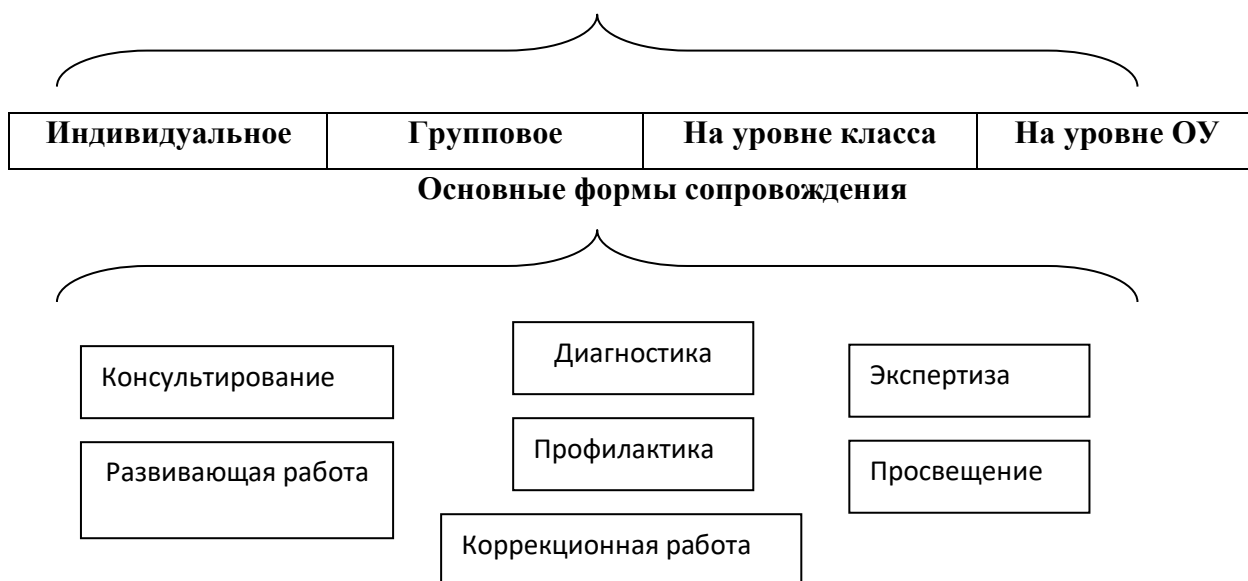 Индивидуальное Групповое На уровне класса На уровне ОУ
Основные формы сопровождения
Консультирование
Диагностика
Экспертиза
Развивающая работа
Профилактика
Просвещение
Коррекционная работа